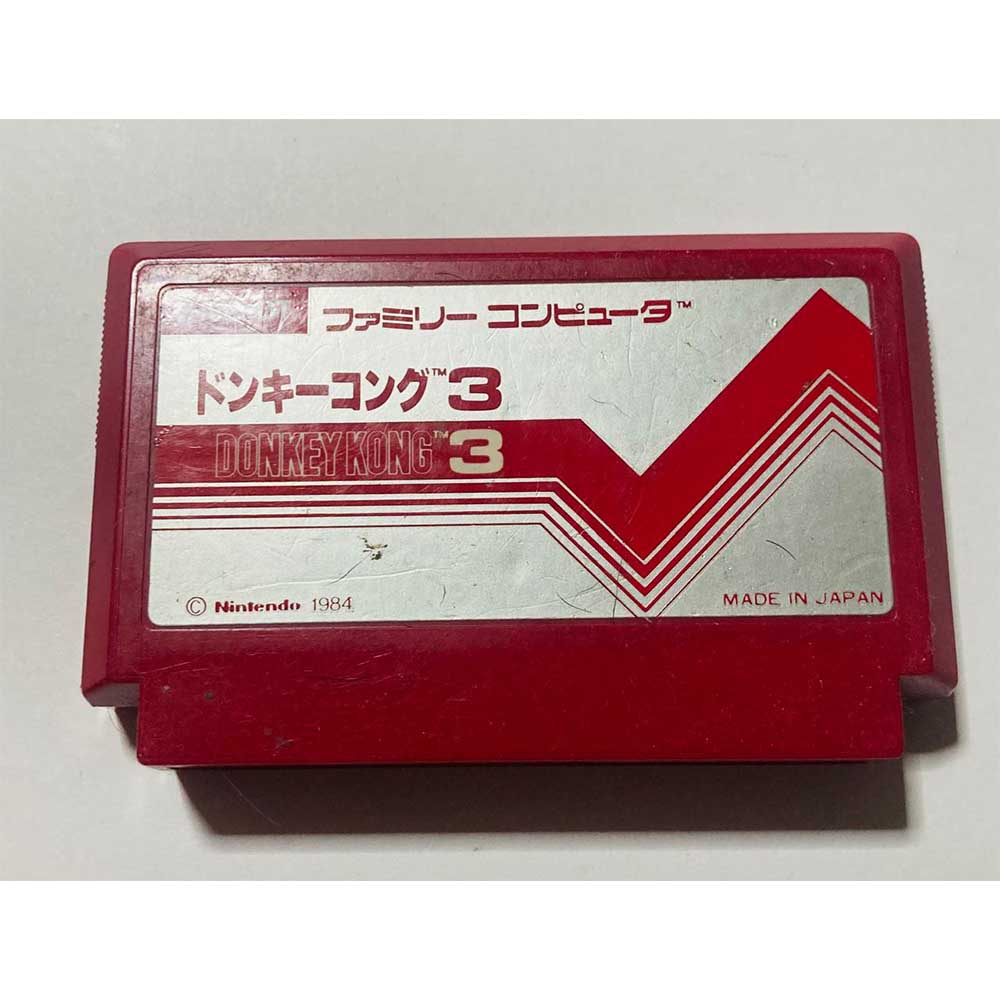 ファミリー コンピュータ™
ドンキーコング™3
DONKEY KONG™3
© Nintendo 1984
MADE IN JAPAN